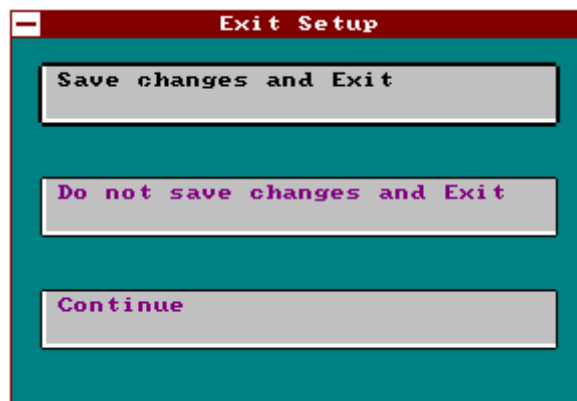 Exit Setup
Save changes and Exit
Do not save changes and Exit
Continue